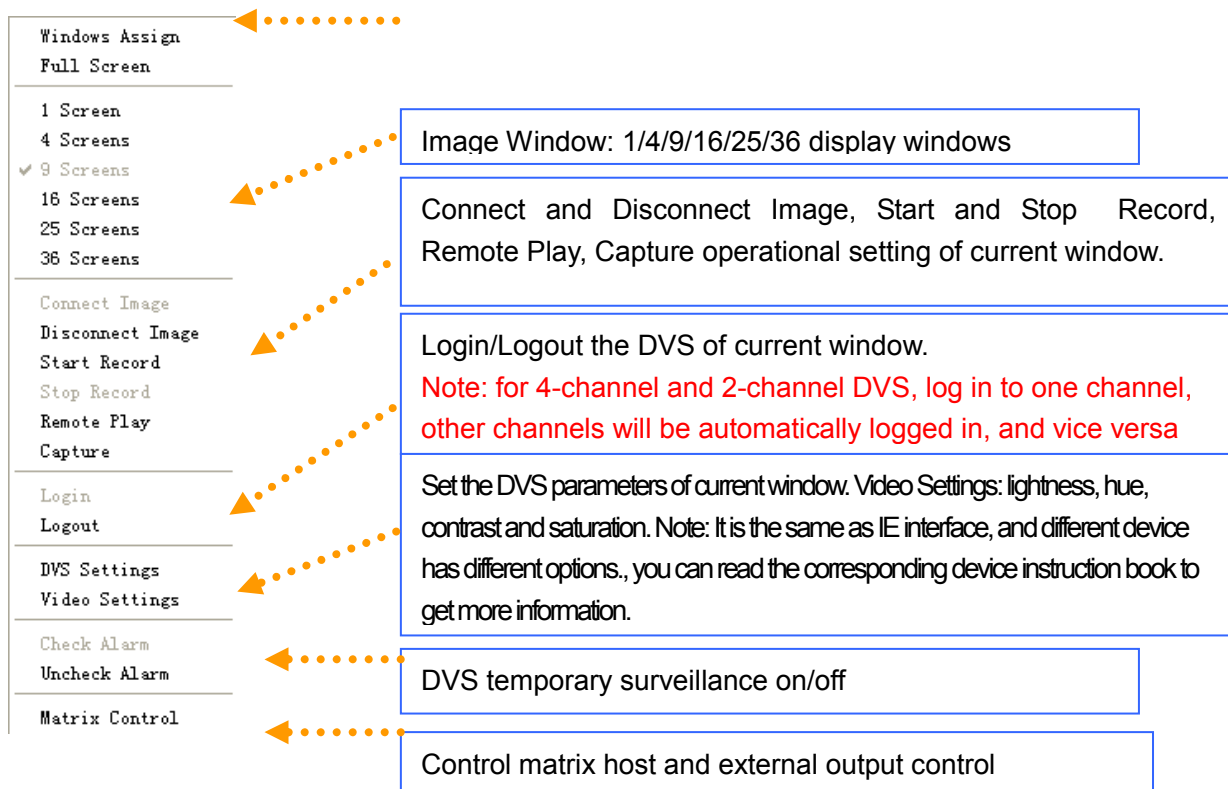 Windows Assign
Full Screen
1 Screen
4 Screens
9 Screens
16 Screens
25 Screens
36 Screens
Connect Image
Disconnect Image
Start Record
Stop Record
Remote Play
Capture
Login
Logout
DVS Settings
Video Settings
Check Alarm
Uncheck Alarm
Matrix Control
Image Window: 1/4/9/16/25/36 display windows
Connect and Disconnect Image, Start and Stop Record,
Remote Play, Capture operational setting of current window.
Login/Logout the DVS of current window.
Note: for 4-channel and 2-channel DVS, log in to one channel,
other channels will be automatically logged in, and vice versa
Set the DVS parameters of current window. Video Settings: lightness, hue,
contrast and saturation. Note: It is the same as IE interface, and different device
has different options., you can read the corresponding device instruction book to
get more information.
DVS temporary surveillance on/off
Control matrix host and external output control